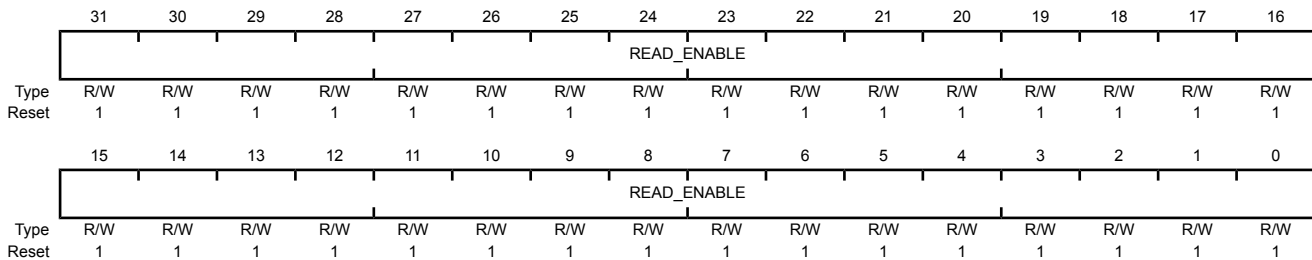 31 30 29 28 27 26 25 24 23 22 21 20 19 18 17 16
READ_ENABLE
Type R/W R/W R/W R/W R/W R/W R/W R/W R/W R/W R/W R/W R/W R/W R/W R/W
Reset 1 1 1 1 1 1 1 1 1 1 1 1 1 1 1 1
15 14 13 12 11 10 9 8 7 6 5 4 3 2 1 0
READ_ENABLE
Type R/W R/W R/W R/W R/W R/W R/W R/W R/W R/W R/W R/W R/W R/W R/W R/W
Reset 1 1 1 1 1 1 1 1 1 1 1 1 1 1 1 1